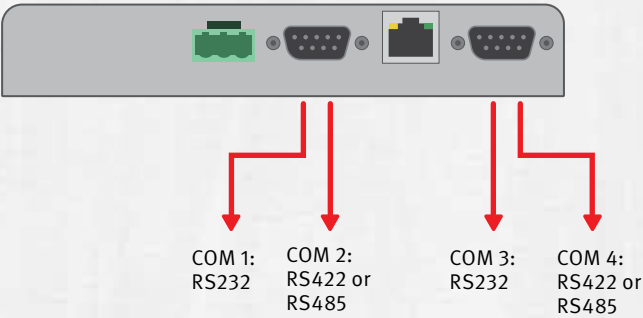 COM 1:
RS232
COM 2:
RS422 or
RS485
COM 3:
RS232
COM 4:
RS422 or
RS485